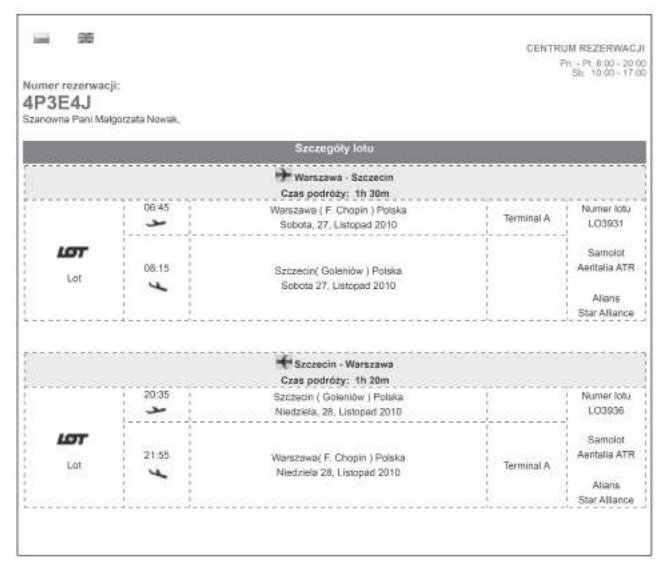 CENTRUM REZERWACJI
Pn. - Pt. 8:00 - 20:00
Sb. 10:00 - 17:00
Numer rezerwacji:
4P3E4J
Szanowna Pani Małgorzata Nowak,
Szczegóły lotu
Warszawa - Szczecin
Czas podróży: 1h 30m
06:45
Warszawa ( F. Chopin ) Polska
Sobota, 27, Listopad 2010
Terminal A
Numer lotu
LO3931
LOT
Lot
08:15
Szczecin( Goleniów ) Polska
Sobota 27, Listopad 2010
Samolot
Aeritalia ATR
Alians
Star Alliance
Szczecin - Warszawa
Czas podróży: 1h 20m
20:35
Szczecin ( Goleniów ) Polska
Niedziela, 28, Listopad 2010
Numer lotu
LO3936
LOT
Lot
21:55
Warszawa( F. Chopin ) Polska
Niedziela 28, Listopad 2010
Terminal A
Samolot
Aeritalia ATR
Alians
Star Alliance